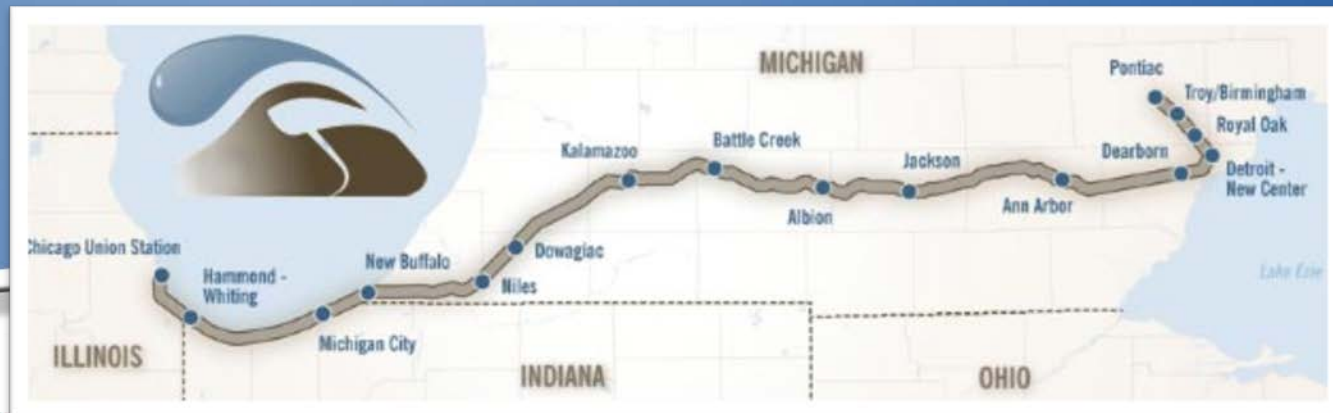 MICHIGAN
Pontiac
Troy/Birmingham
Royal Oak
Dearborn
Detroit -
New Center
Battle Creek
Kalamazoo
Jackson
Albion
Ann Arbor
Dowagiac
Niles
New Buffalo
Chicago Union Station
Hammond -
Whiting
Michigan City
Lake Erie
ILLINOIS
INDIANA
OHIO